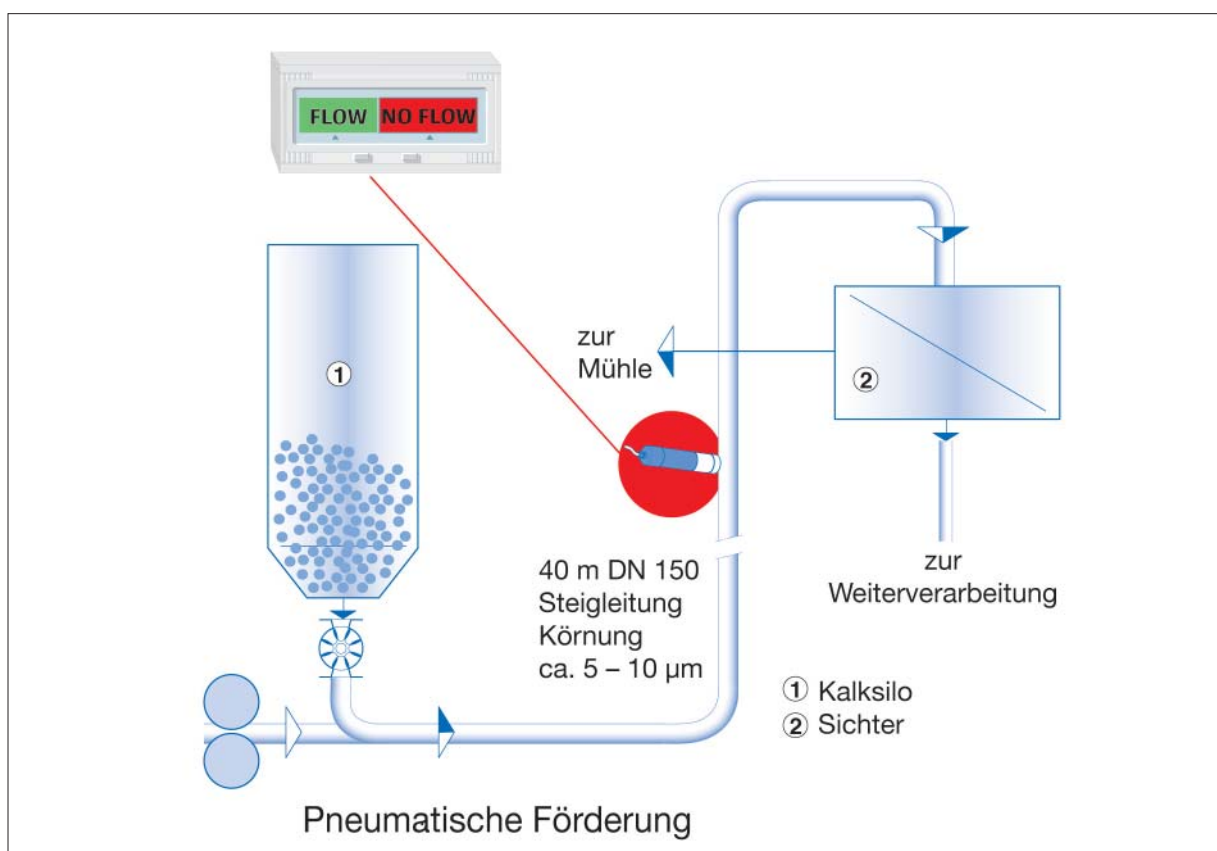 FLOW NO FLOW
①
zur
Mühle
②
40 m DN 150
Steigleitung
Körnung
ca. 5 – 10 µm
zur
Weiterverarbeitung
① Kalksilo
② Sichter
Pneumatische Förderung